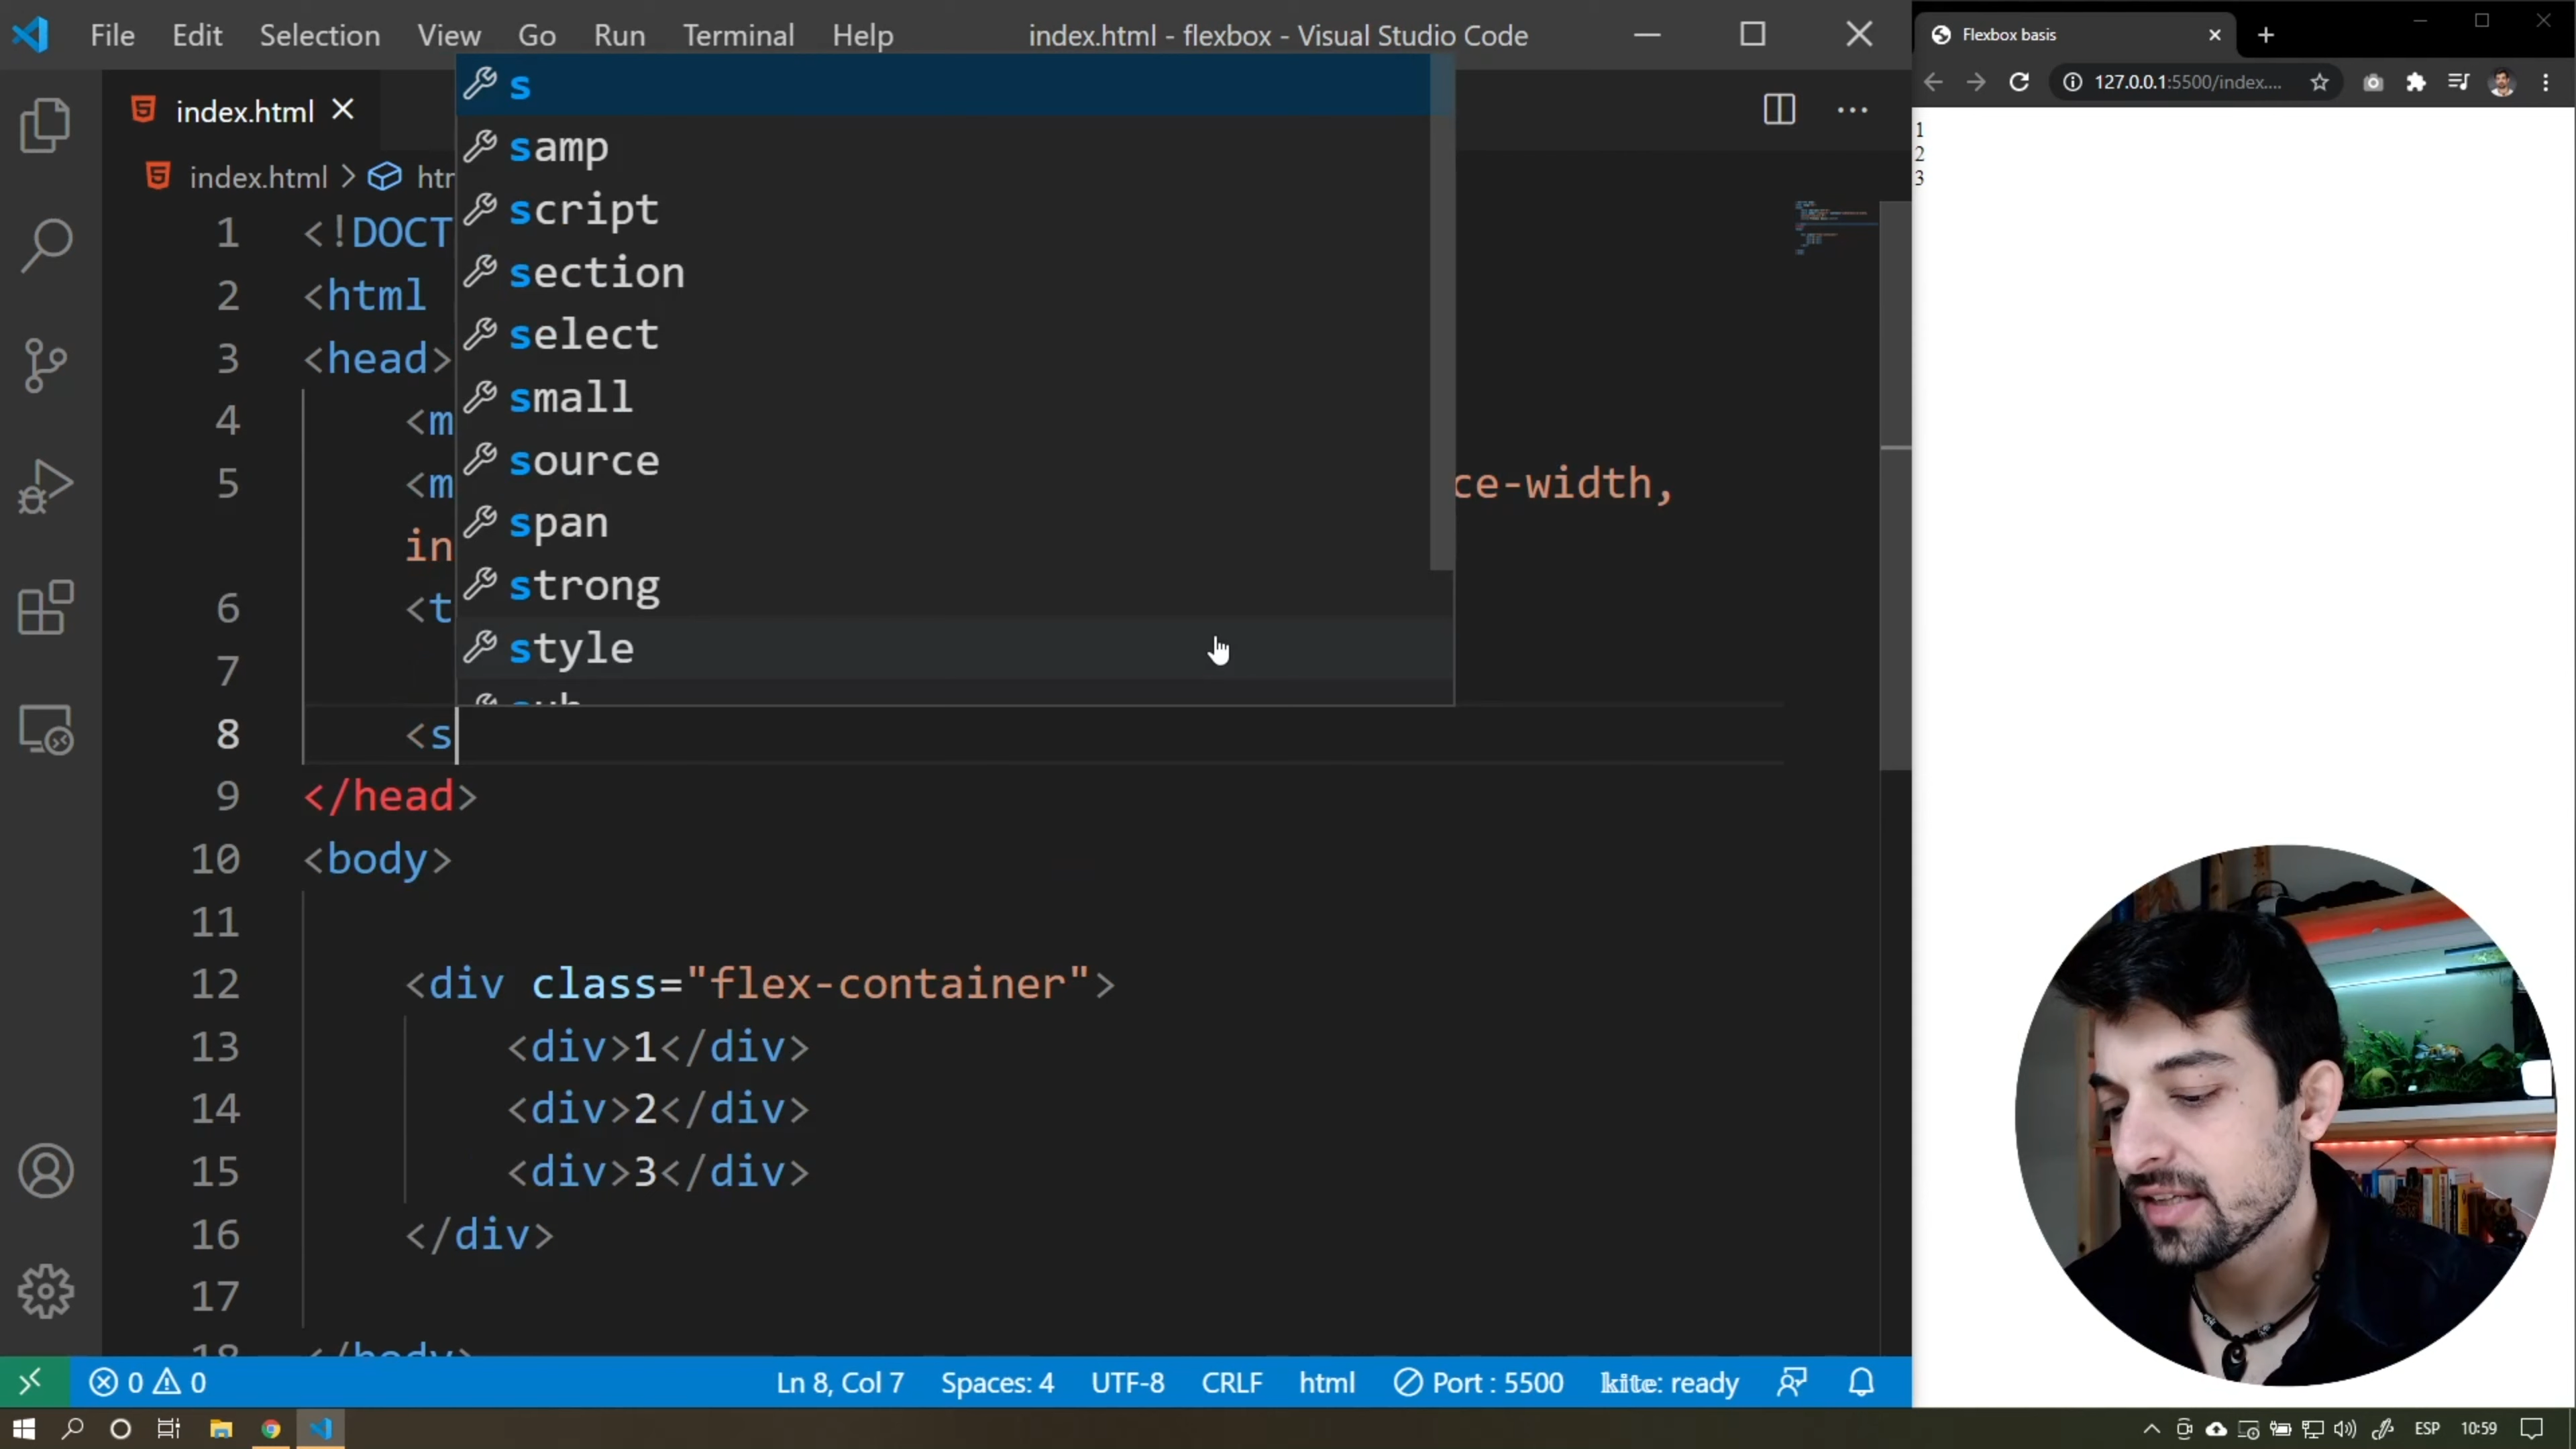 File Edit Selection View Go Run Terminal Help index.html - flexbox - Visual Studio Code
index.html
index.html > htm
s
samp
script
section
select
small
source
span
strong
style
1 <!DOCT
2 <html
3 <head>
4 <m
5 <m ce-width,
in
6 <t
7
8 <s
9 </head>
10 <body>
11
12 <div class="flex-container">
13 <div>1</div>
14 <div>2</div>
15 <div>3</div>
16 </div>
17
18 </body>
0 0 Ln 8, Col 7 Spaces: 4 UTF-8 CRLF html Port : 5500 kite: ready
Flexbox basis
127.0.0.1:5500/index....
1
2
3
ESP 10:59